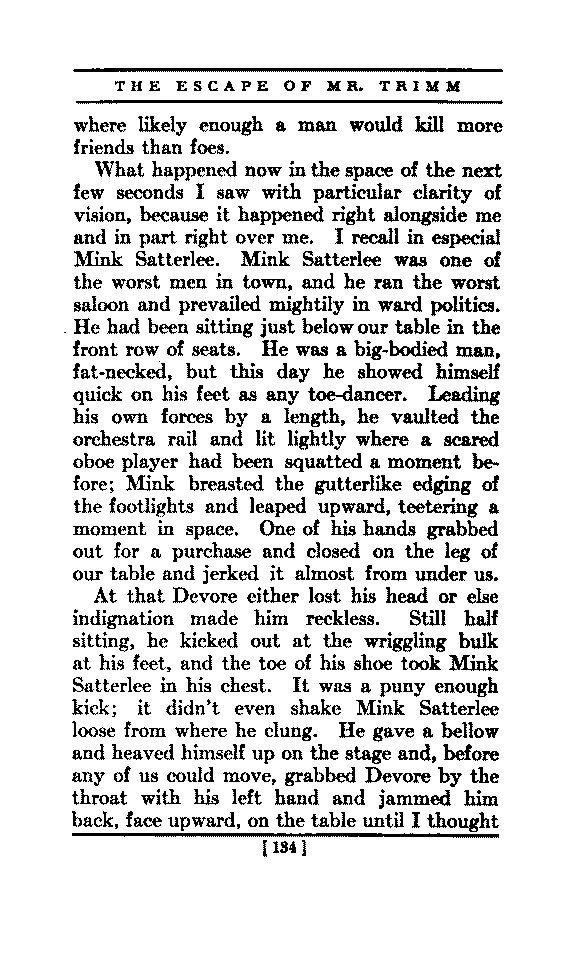 THE ESCAPE OF MR. TRIMM
where likely enough a man would kill more
friends than foes.
What happened now in the space of the next
few seconds I saw with particular clarity of
vision, because it happened right alongside me
and in part right over me. I recall in especial
Mink Satterlee. Mink Satterlee was one of
the worst men in town, and he ran the worst
saloon and prevailed mightily in ward politics.
He had been sitting just below our table in the
front row of seats. He was a big-bodied man,
fat-necked, but this day he showed himself
quick on his feet as any toe-dancer. Leading
his own forces by a length, he vaulted the
orchestra rail and lit lightly where a scared
oboe player had been squatted a moment be-
fore; Mink breasted the gutterlike edging of
the footlights and leaped upward, teetering a
moment in space. One of his hands grabbed
out for a purchase and closed on the leg of
our table and jerked it almost from under us.
At that Devore either lost his head or else
indignation made him reckless. Still half
sitting, he kicked out at the wriggling bulk
at his feet, and the toe of his shoe took Mink
Satterlee in his chest. It was a puny enough
kick; it didn't even shake Mink Satterlee
loose from where he clung. He gave a bellow
and heaved himself up on the stage and, before
any of us could move, grabbed Devore by the
throat with his left hand and jammed him
back, face upward, on the table until I thought
[ 134 ]